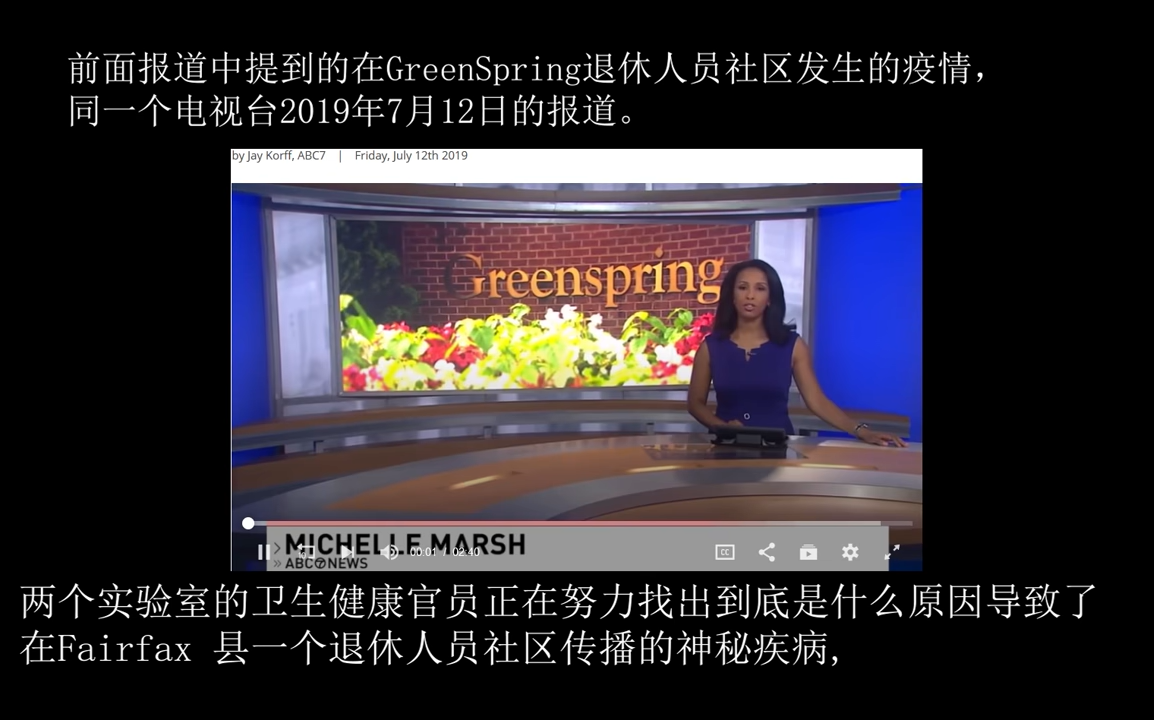 前面报道中提到的在GreenSpring退休人员社区发生的疫情，
同一个电视台2019年7月12日的报道。
by Jay Korff, ABC7 | Friday, July 12th 2019
Greenspring
MICHELLE MARSH
00:01 / 02:40
CC
» ABC7NEWS
两个实验室的卫生健康官员正在努力找出到底是什么原因导致了
在Fairfax 县一个退休人员社区传播的神秘疾病,